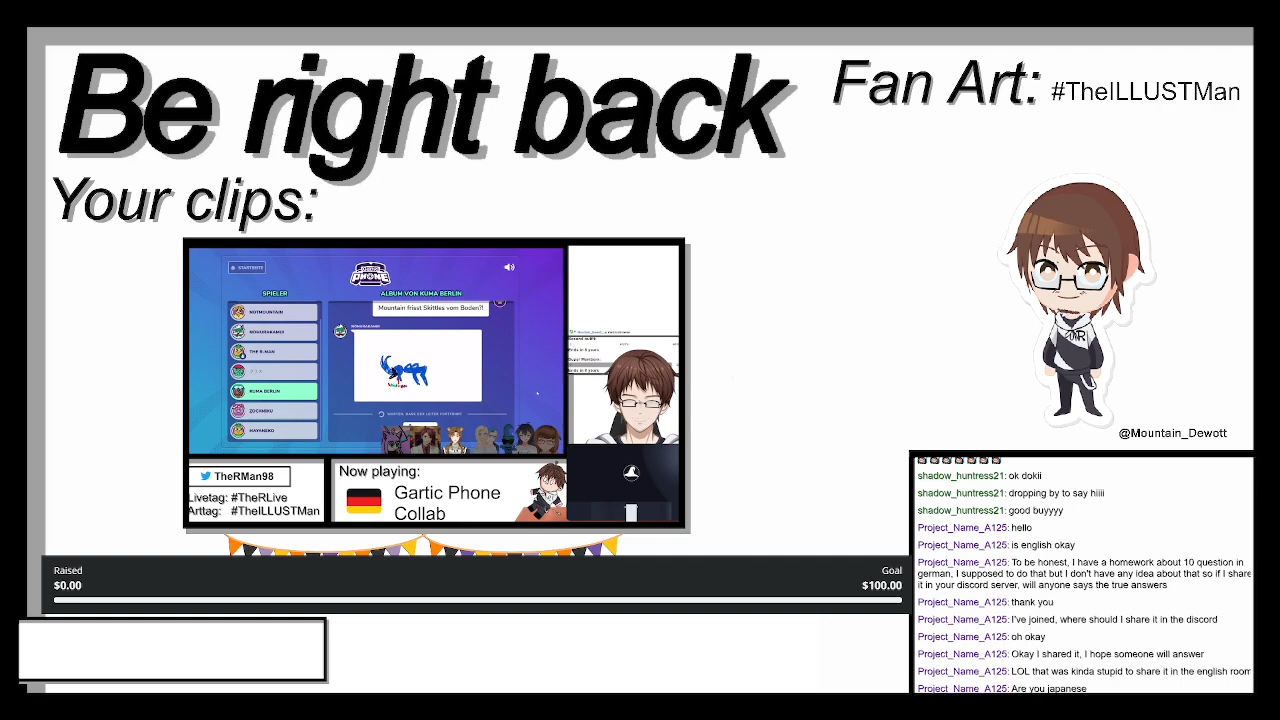 Be right back
Fan Art: #TheILLUSTMan
Your clips:
STARTSEITE
PHONE
SPIELER
ALBUM VON KUMA BERLIN
NOTMOUNTAIN
Mountain frisst Skittles vom Boden?!
THE R-MAN
KUMA BERLIN
ZOCKMIKU
HAYANEKO
TheRMan98
Livetag: #TheRLive
Arttag: #TheILLUSTMan
Now playing:
Gartic Phone
Collab
@Mountain_Dewott
Raised
Goal
$0.00
$100.00
shadow_huntress21: ok dokii
shadow_huntress21: dropping by to say hiiii
shadow_huntress21: good buyyyy
Project_Name_A125: hello
Project_Name_A125: is english okay
Project_Name_A125: To be honest, I have a homework about 10 question in
german, I supposed to do that but I don't have any idea about that so if I share
it in your discord server, will anyone says the true answers
Project_Name_A125: thank you
Project_Name_A125: I've joined, where should I share it in the discord
Project_Name_A125: oh okay
Project_Name_A125: Okay I shared it, I hope someone will answer
Project_Name_A125: LOL that was kinda stupid to share it in the english room
Project_Name_A125: Are you japanese